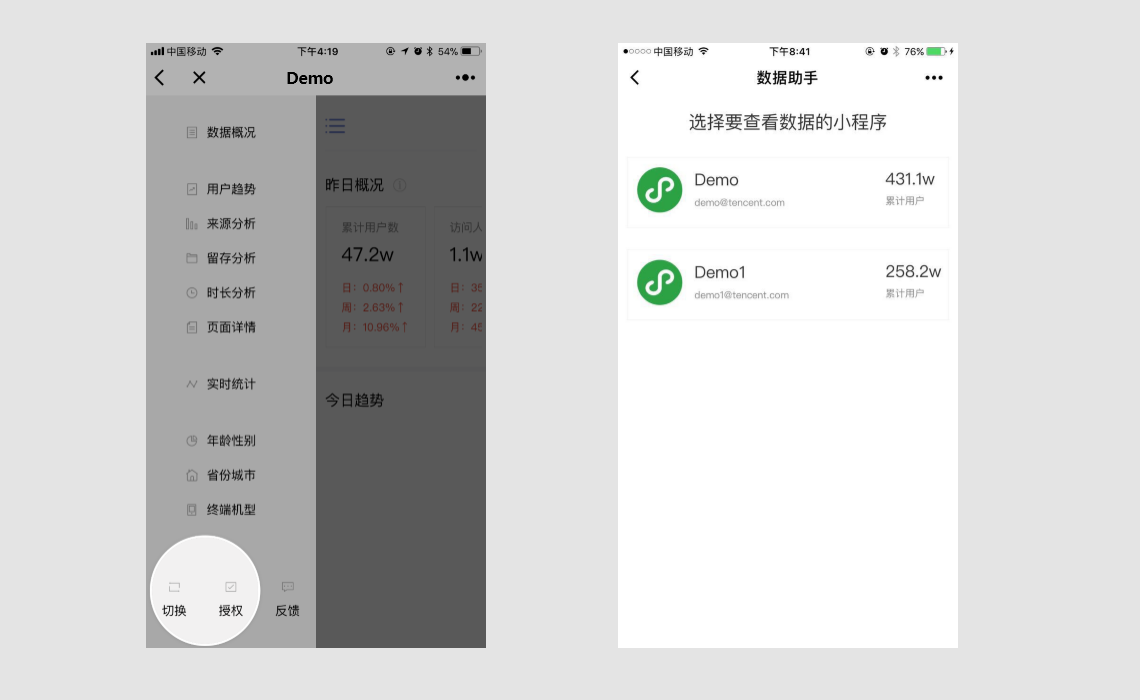 中国移动 下午4:19 54%
Demo
数据概况
用户趋势
来源分析
留存分析
时长分析
页面详情
实时统计
年龄性别
省份城市
终端机型
切换 授权 反馈
昨日概况
累计用户数 访问人
47.2w 1.1w
日: 0.80%↑ 日: 35
周: 2.63%↑ 周: 22
月: 10.96%↑ 月: 45
今日趋势
中国移动 下午8:41 76%
数据助手
选择要查看数据的小程序
Demo 431.1w
demo@tencent.com 累计用户
Demo1 258.2w
demo1@tencent.com 累计用户